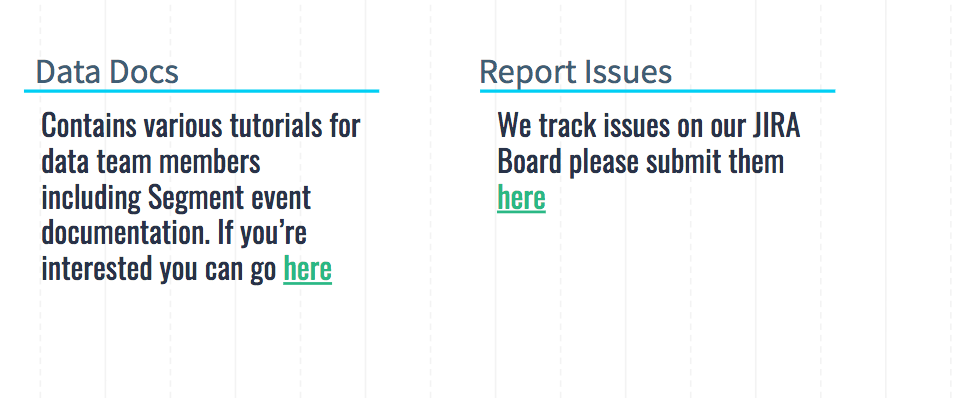 Data Docs
Contains various tutorials for
data team members
including Segment event
documentation. If you’re
interested you can go here
Report Issues
We track issues on our JIRA
Board please submit them
here